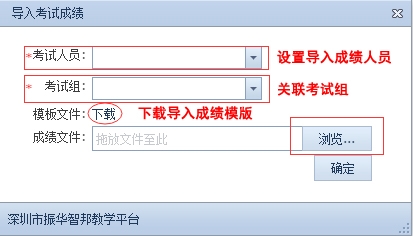 导入考试成绩
*考试人员： 设置导入成绩人员
* 考试组： 关联考试组
模板文件：下载 下载导入成绩模版
成绩文件：拖放文件至此 浏览...
确定
深圳市振华智邦教学平台